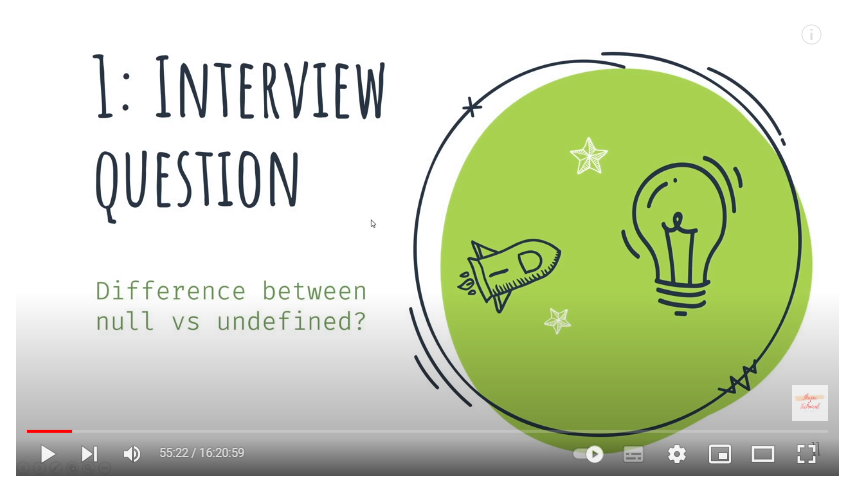 1: Interview
question
Difference between
null vs undefined?
55:22 / 16:20:59